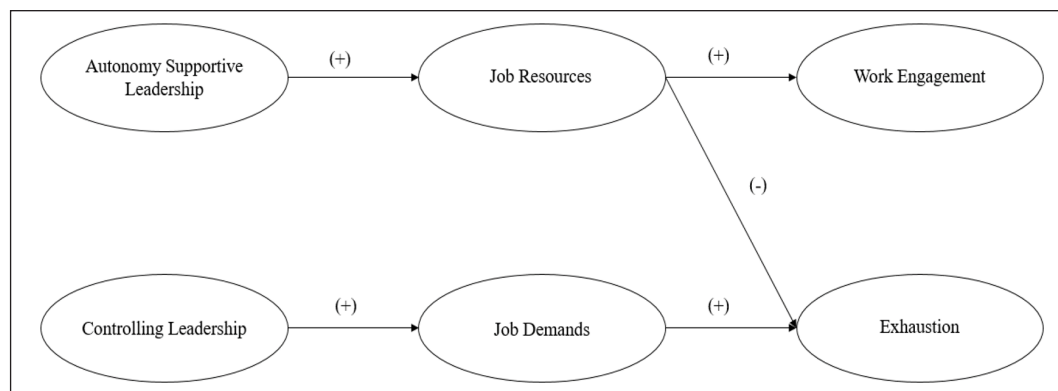 Autonomy Supportive
Leadership
(+)
Job Resources
(+)
Work Engagement
(-)
Controlling Leadership
(+)
Job Demands
(+)
Exhaustion